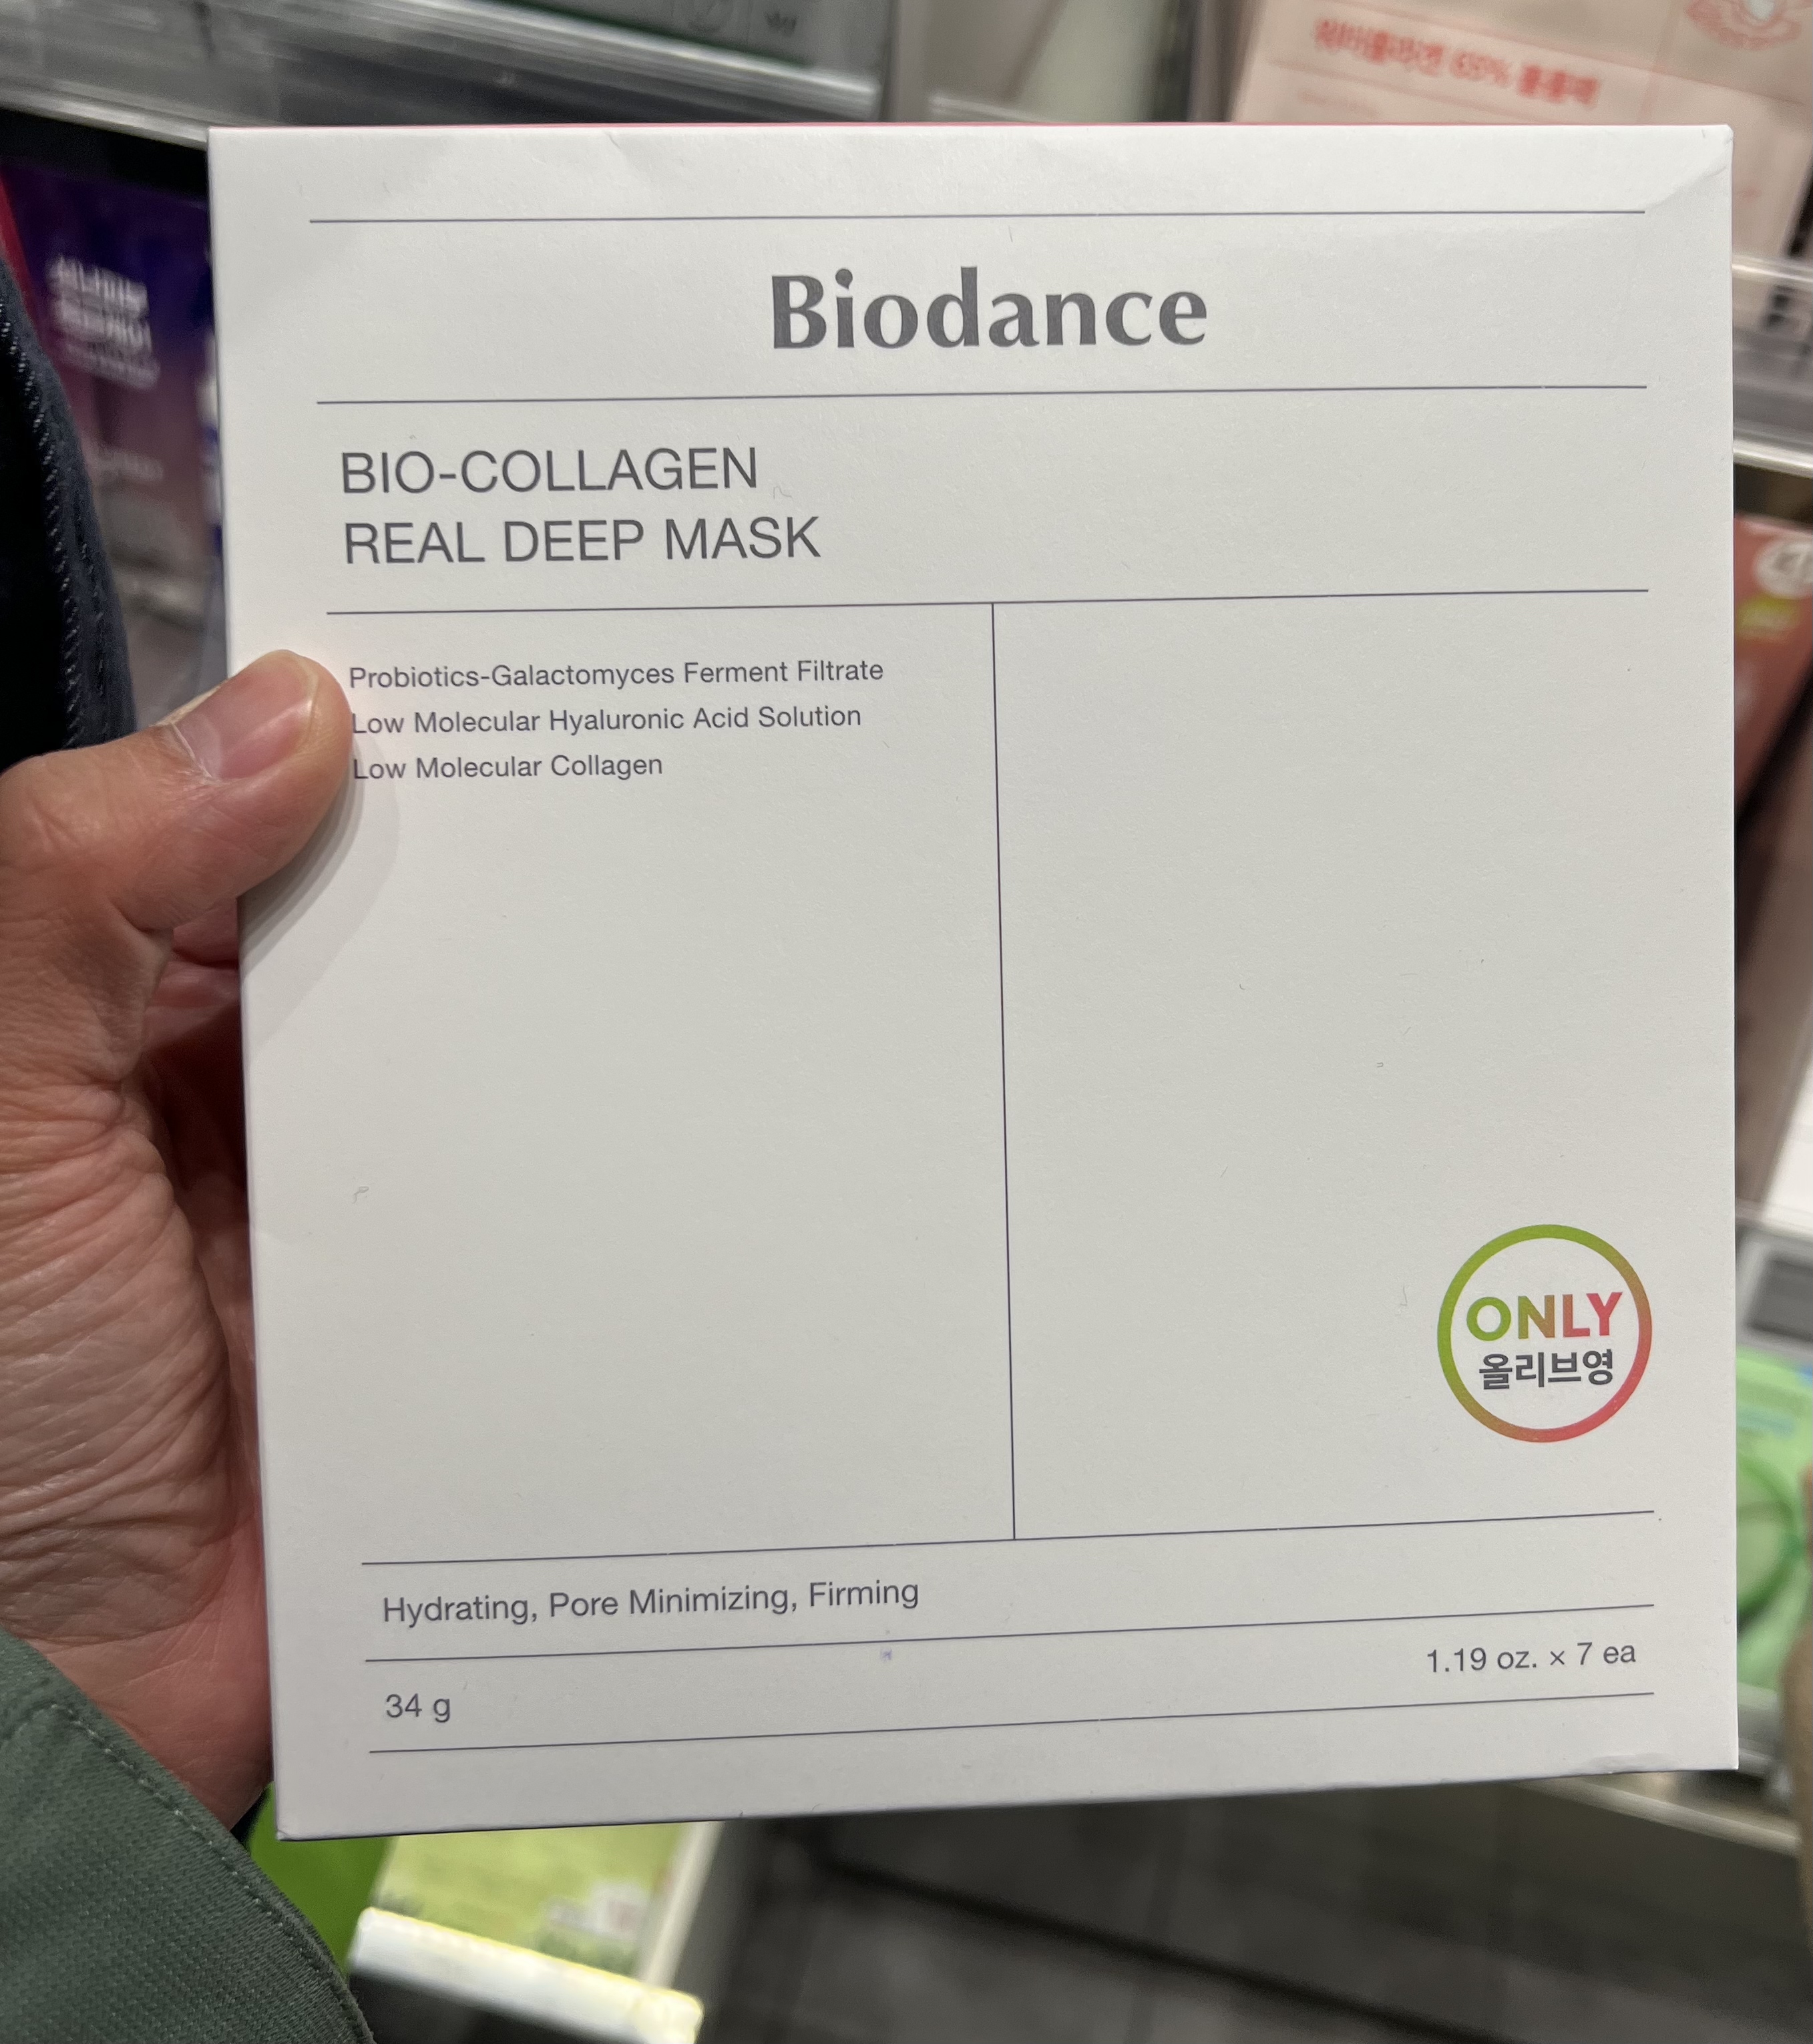 Biodance
BIO-COLLAGEN
REAL DEEP MASK
Probiotics-Galactomyces Ferment Filtrate
Low Molecular Hyaluronic Acid Solution
Low Molecular Collagen
ONLY
올리브영
Hydrating, Pore Minimizing, Firming
34 g
1.19 oz. × 7 ea